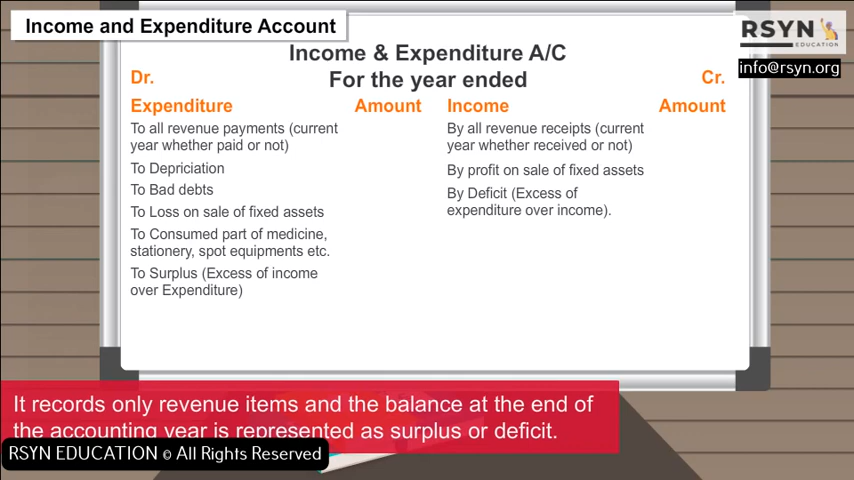 Income and Expenditure Account
RSYN
EDUCATION
info@rsyn.org
Income & Expenditure A/C
For the year ended
Dr.
Cr.
Expenditure Amount Income Amount
To all revenue payments (current
year whether paid or not)
To Depriciation
To Bad debts
To Loss on sale of fixed assets
To Consumed part of medicine,
stationery, spot equipments etc.
To Surplus (Excess of income
over Expenditure)
By all revenue receipts (current
year whether received or not)
By profit on sale of fixed assets
By Deficit (Excess of
expenditure over income).
It records only revenue items and the balance at the end of
the accounting year is represented as surplus or deficit.
RSYN EDUCATION © All Rights Reserved